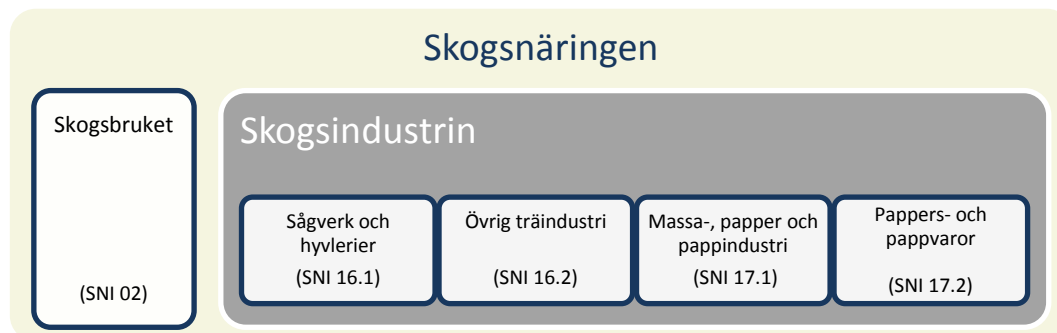 Skogsnäringen
Skogsbruket
(SNI 02)
Skogsindustrin
Sågverk och
hyvlerier
(SNI 16.1)
Övrig träindustri
(SNI 16.2)
Massa-, papper och
pappindustri
(SNI 17.1)
Pappers- och
pappvaror
(SNI 17.2)